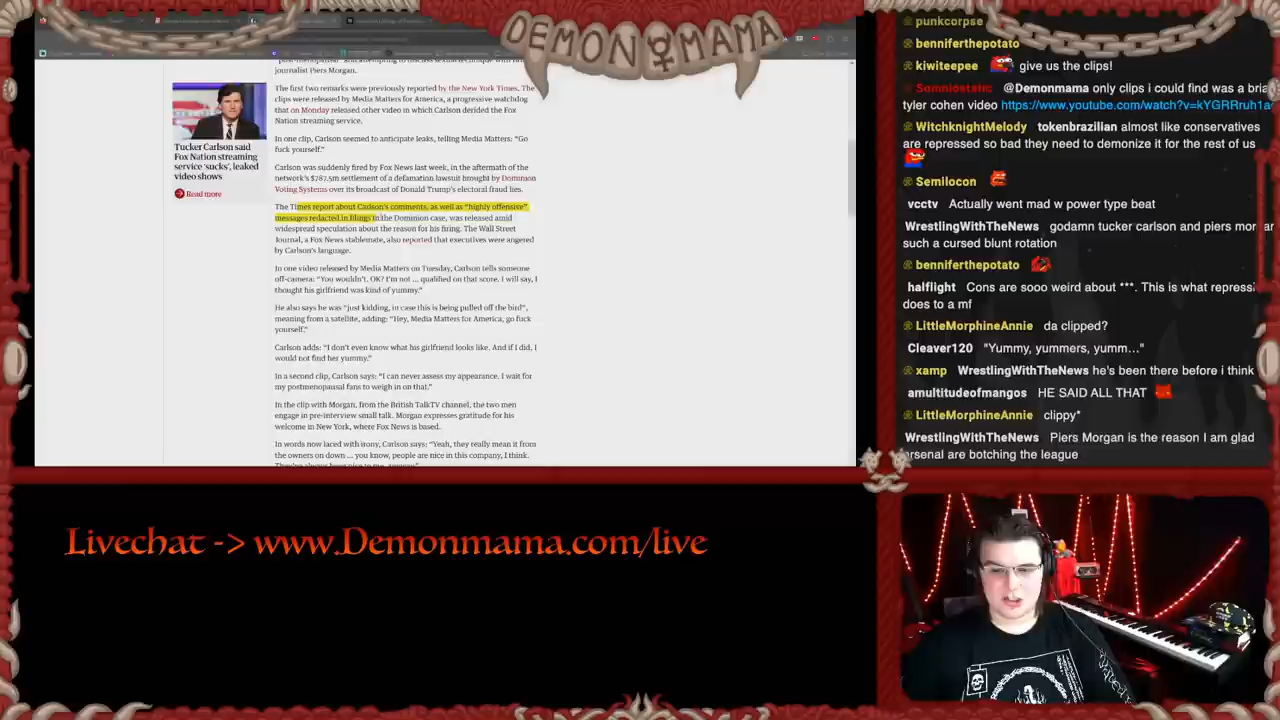 DEMON MAMA
journalist Piers Morgan.
The first two remarks were previously reported by the New York Times. The
clips were released by Media Matters for America, a progressive watchdog
that on Monday released other video in which Carlson derided the Fox
Nation streaming service.
In one clip, Carlson seemed to anticipate leaks, telling Media Matters: “Go
fuck yourself.”
Carlson was suddenly fired by Fox News last week, in the aftermath of the
network’s $787.5m settlement of a defamation lawsuit brought by Dominion
Voting Systems over its broadcast of Donald Trump’s electoral fraud lies.
The Times report about Carlson’s comments, as well as “highly offensive”
messages redacted in filings in the Dominion case, was released amid
widespread speculation about the reason for his firing. The Wall Street
Journal, a Fox News stablemate, also reported that executives were angered
by Carlson’s language.
In one video released by Media Matters on Tuesday, Carlson tells someone
off-camera: “You wouldn’t. OK? I’m not … qualified on that score. I will say, I
thought his girlfriend was kind of yummy.”
He also says he was “just kidding, in case this is being pulled off the bird”,
meaning from a satellite, adding: “Hey, Media Matters for America, go fuck
yourself.”
Carlson adds: “I don’t even know what his girlfriend looks like. And if I did, I
would not find her yummy.”
In a second clip, Carlson says: “I can never assess my appearance. I wait for
my postmenopausal fans to weigh in on that.”
In the clip with Morgan, from the British TalkTV channel, the two men
engage in pre-interview small talk. Morgan expresses gratitude for his
welcome in New York, where Fox News is based.
In words now laced with irony, Carlson says: “Yeah, they really mean it from
the owners on down … you know, people are nice in this company, I think.
Tucker Carlson said
Fox Nation streaming
service ‘sucks’, leaked
video shows
Read more
punkcorpse
benniferthepotato
kiwiteepee give us the clips!
Samniostatic @Demonmama only clips i could find was a bria
tyler cohen video https://www.youtube.com/watch?v=kYGRRruh1a
WitchknightMelody tokenbrazilian almost like conservatives
are repressed so bad they need to demonize it for the rest of us
Semilocon
vcctv Actually went mad w power type beat
WrestlingWithTheNews godamn tucker carlson and piers mor
such a cursed blunt rotation
benniferthepotato
halflight Cons are sooo weird about ***. This is what repress
does to a mf
LittleMorphineAnnie da clipped?
Cleaver120 "Yummy, yummers, yumm..."
xamp WrestlingWithTheNews he's been there before i think
amultitudeofmangos HE SAID ALL THAT
LittleMorphineAnnie clippy*
WrestlingWithTheNews Piers Morgan is the reason I am glad
arsenal are botching the league
Livechat -> www.Demonmama.com/live